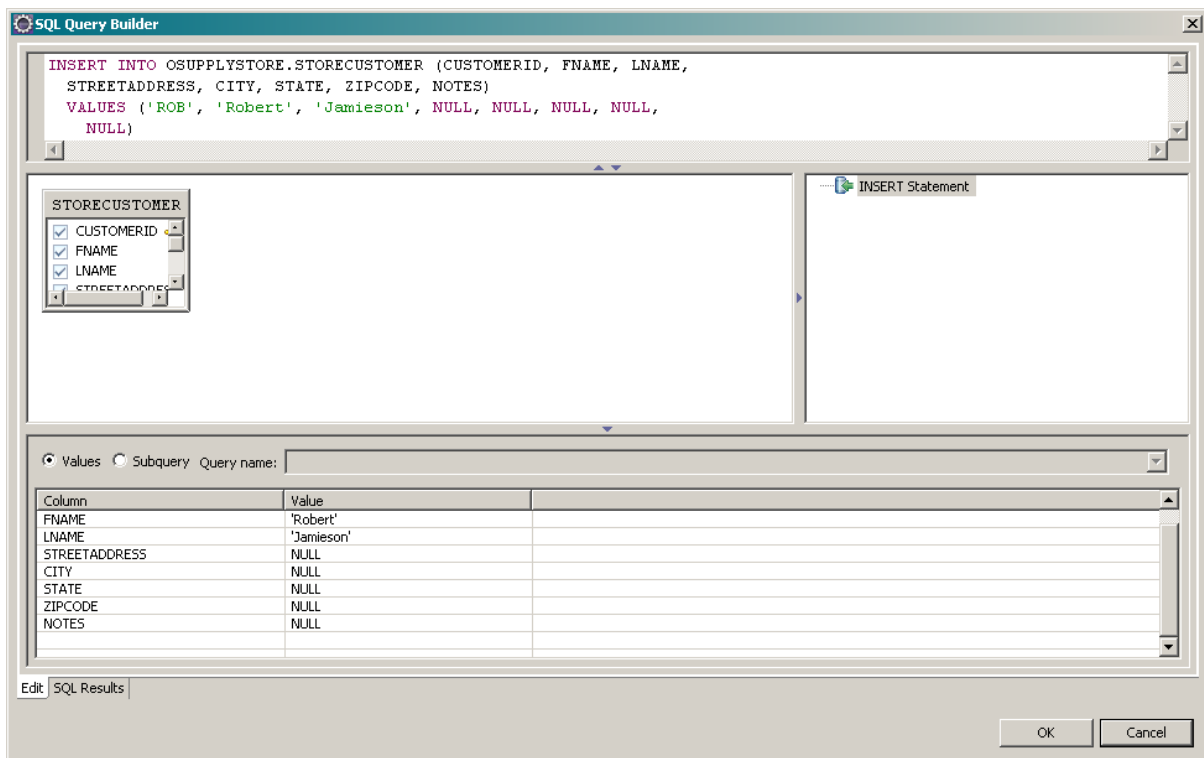 SQL Query Builder
INSERT INTO OSUPPLYSTORE.STORECUSTOMER (CUSTOMERID, FNAME, LNAME,
STREETADDRESS, CITY, STATE, ZIPCODE, NOTES)
VALUES ('ROB', 'Robert', 'Jamieson', NULL, NULL, NULL, NULL,
NULL)
STORECUSTOMER
CUSTOMERID
FNAME
LNAME
INSERT Statement
Values Subquery Query name:
Column Value
FNAME 'Robert'
LNAME 'Jamieson'
STREETADDRESS NULL
CITY NULL
STATE NULL
ZIPCODE NULL
NOTES NULL
Edit SQL Results
OK Cancel